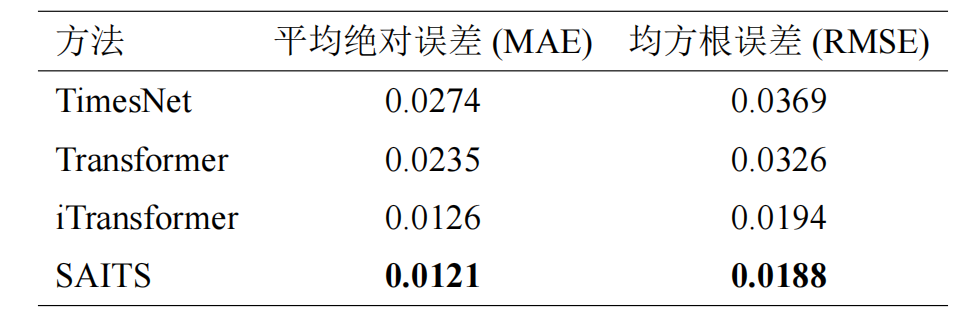 方法 平均绝对误差 (MAE) 均方根误差 (RMSE)
TimesNet 0.0274 0.0369
Transformer 0.0235 0.0326
iTransformer 0.0126 0.0194
SAITS 0.0121 0.0188